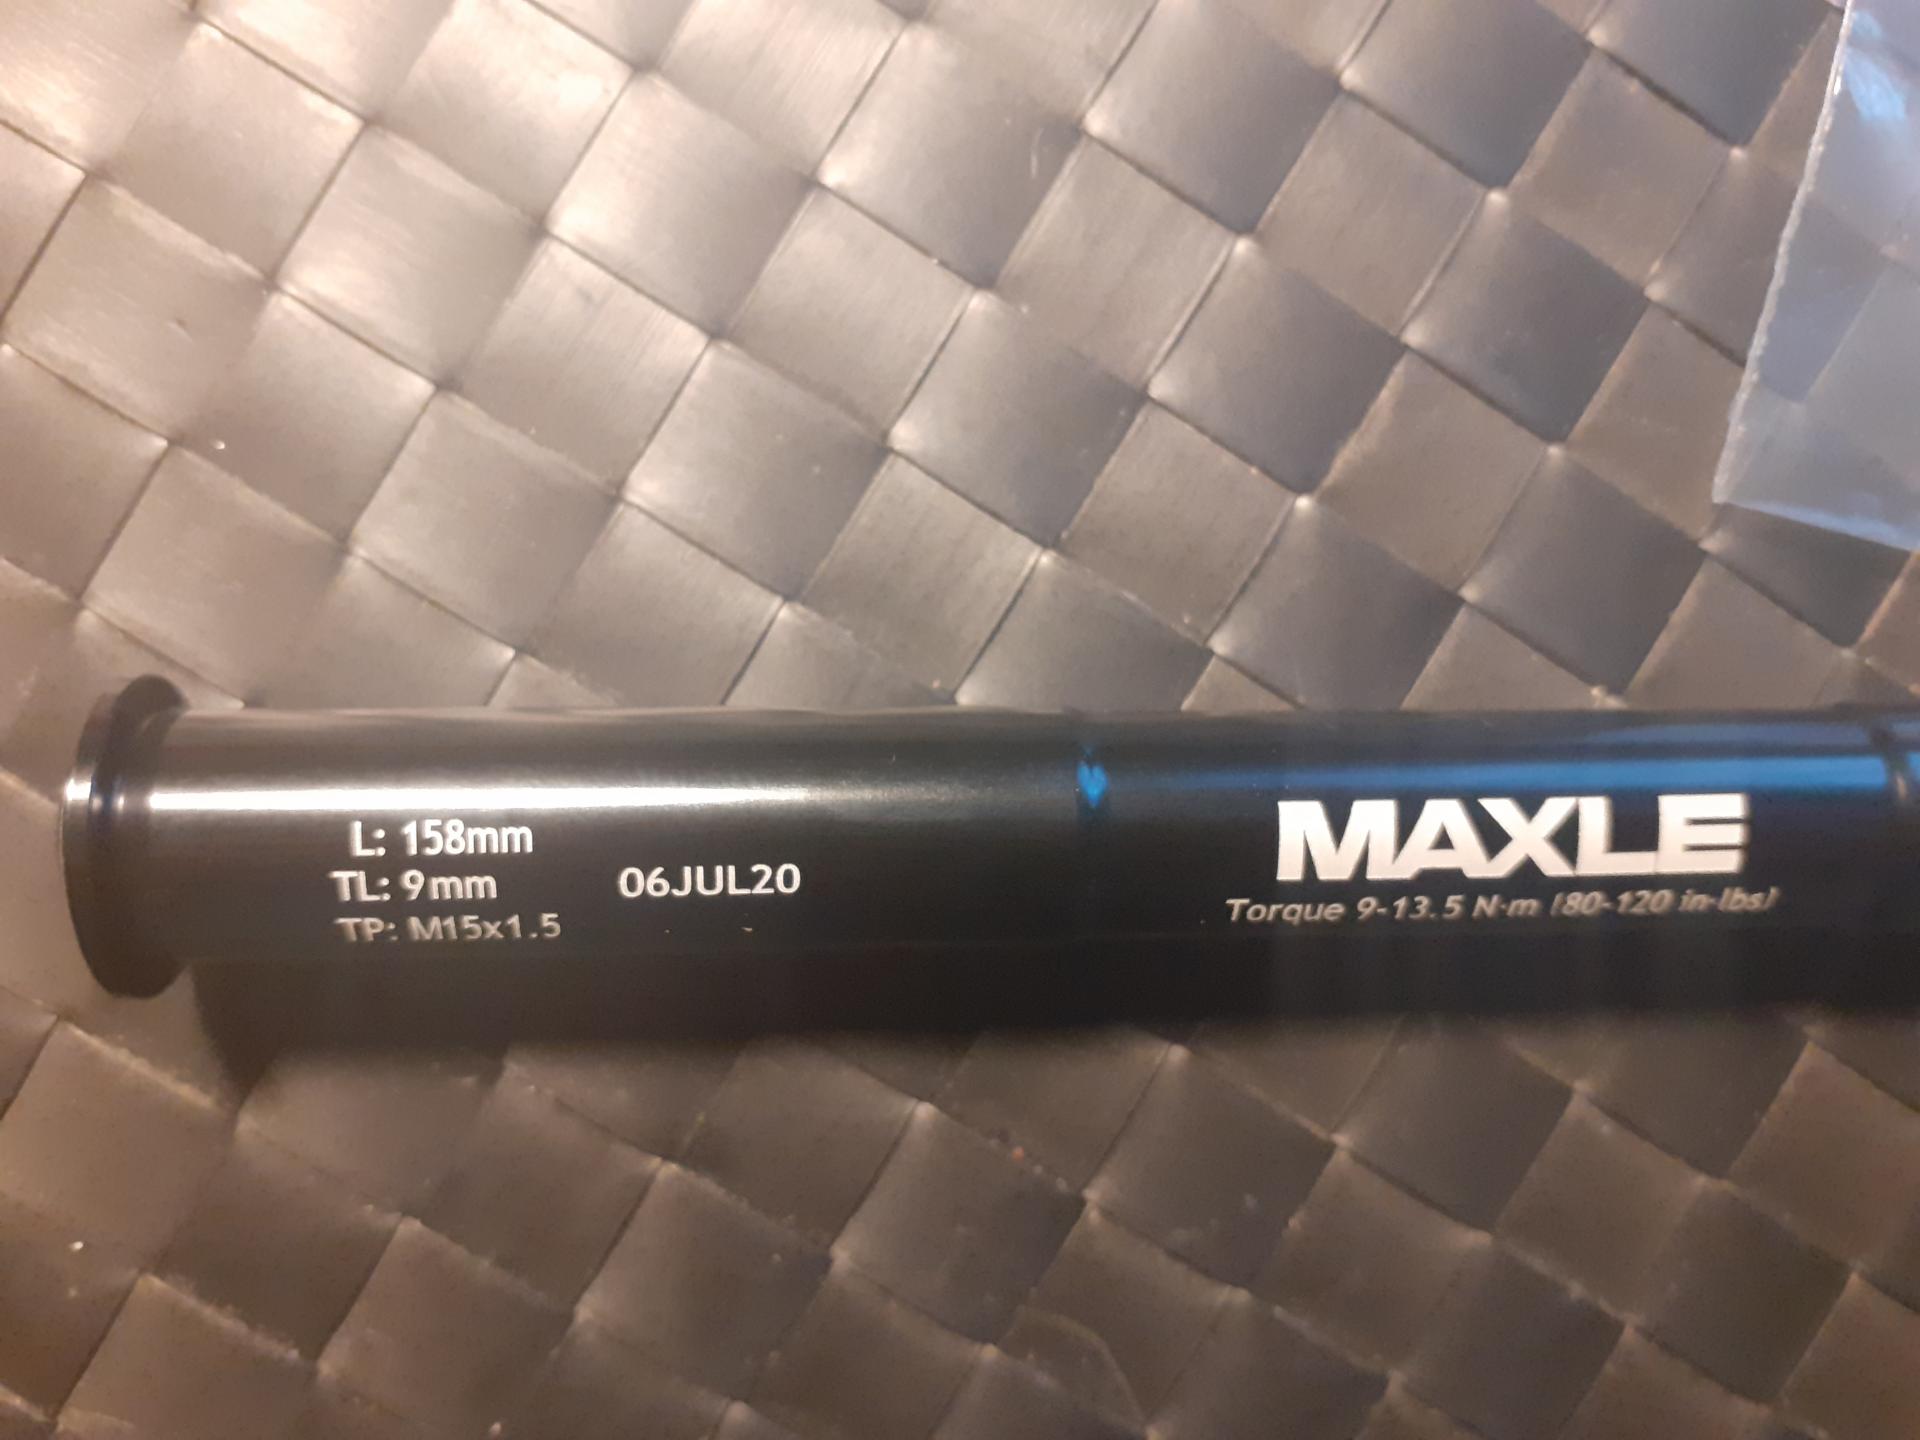 L: 158mm
TL: 9mm
TP: M15x1.5
06JUL20
MAXLE
Torque 9-13.5 N·m (80-120 in-lbs)